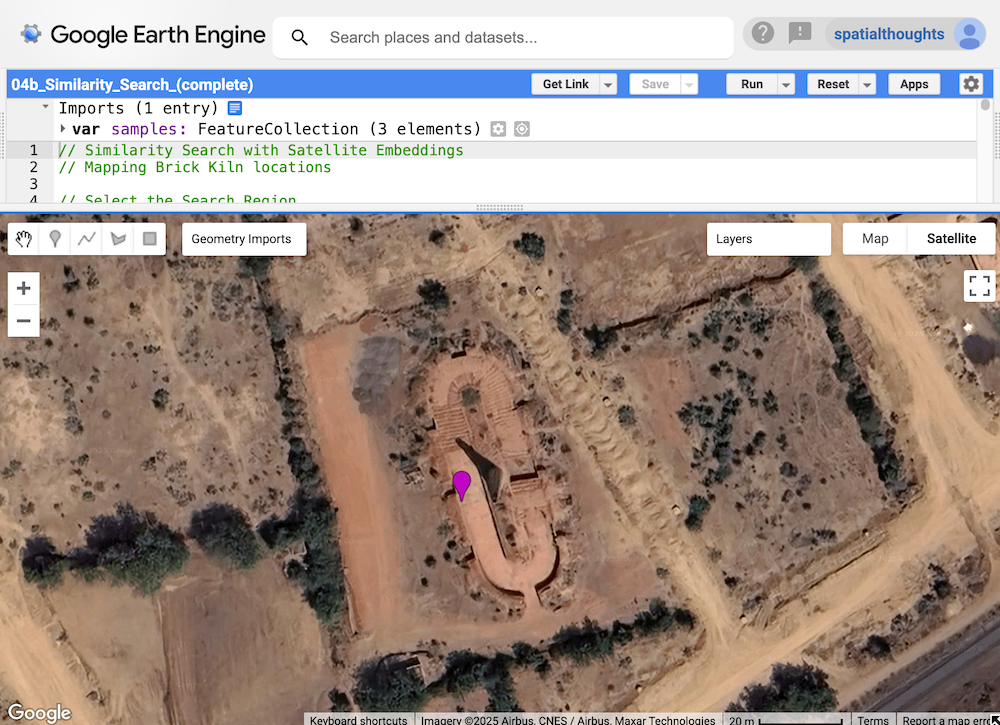 Google Earth Engine
Search places and datasets...
spatialthoughts
04b_Similarity_Search_(complete)
Get Link
Save
Run
Reset
Apps
Imports (1 entry)
var samples: FeatureCollection (3 elements)
1 // Similarity Search with Satellite Embeddings
2 // Mapping Brick Kiln locations
3
4 // Select the Search Region
Geometry Imports
Layers
Map
Satellite
+
−
Google
Keyboard shortcuts
Imagery ©2025 Airbus, CNES / Airbus, Maxar Technologies
20 m
Terms
Report a map err